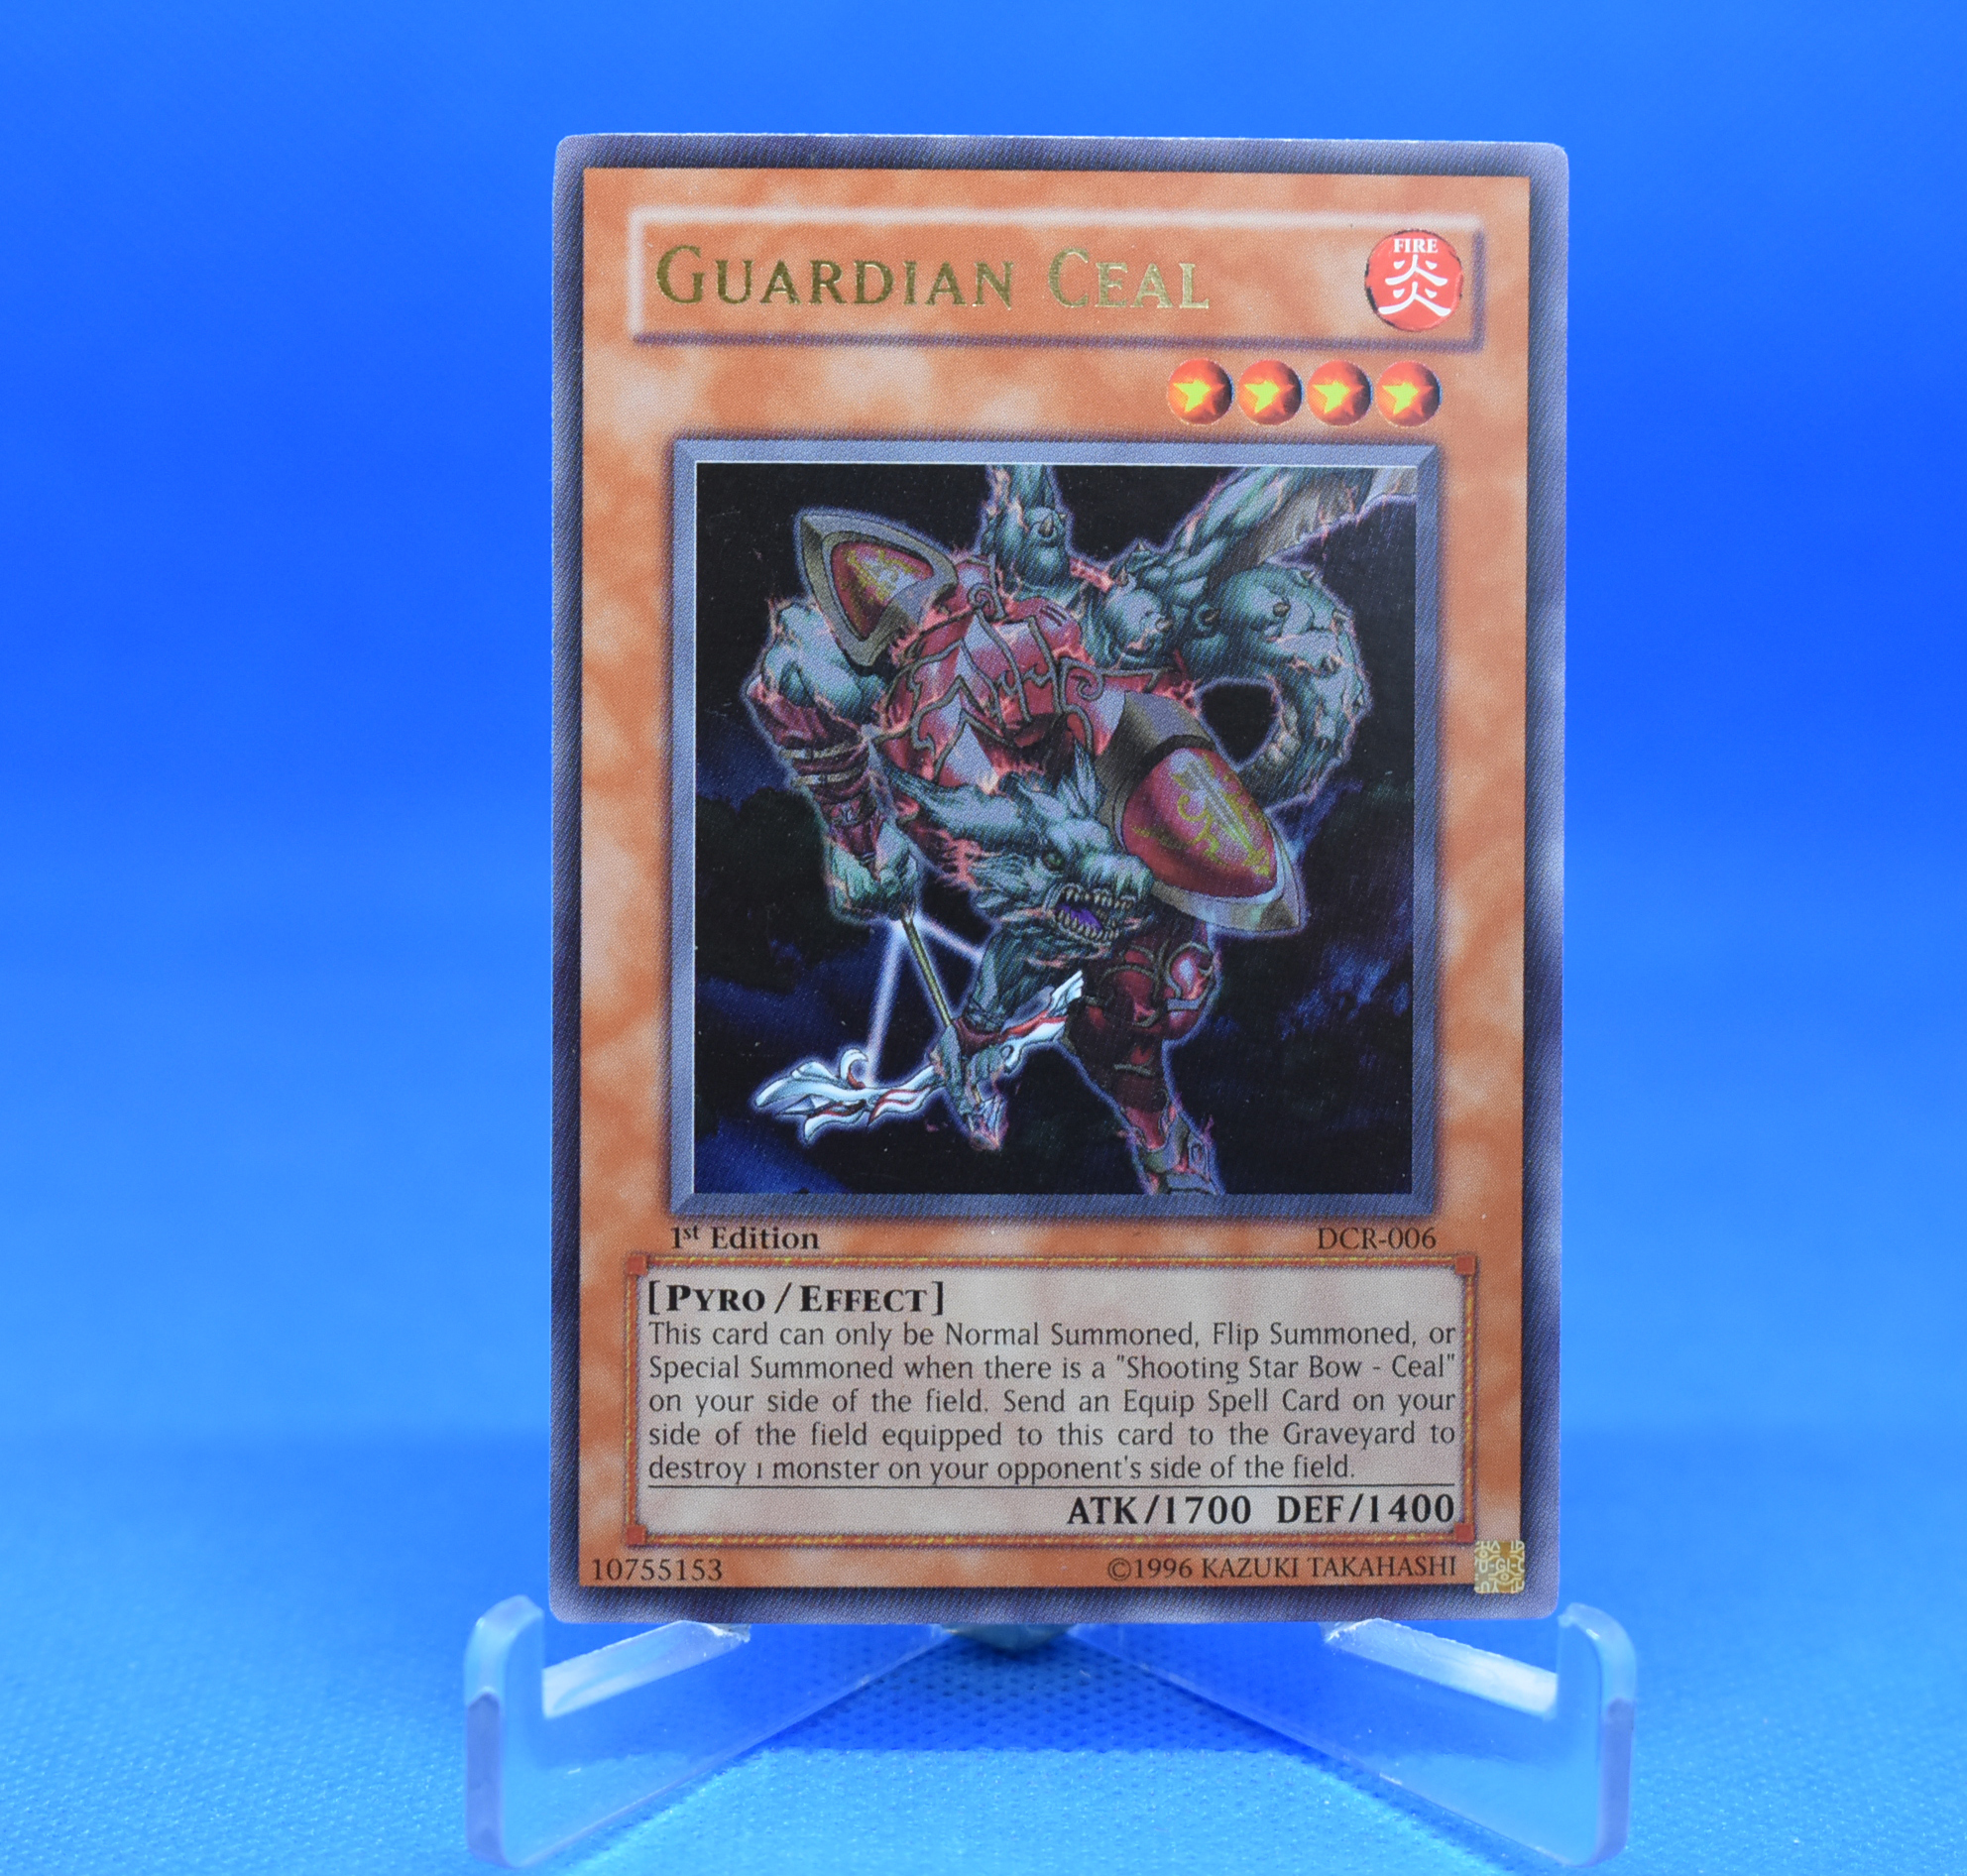 GUARDIAN CEAL
FIRE
炎
1st Edition
DCR-006
[PYRO / EFFECT]
This card can only be Normal Summoned, Flip Summoned, or
Special Summoned when there is a "Shooting Star Bow - Ceal"
on your side of the field. Send an Equip Spell Card on your
side of the field equipped to this card to the Graveyard to
destroy 1 monster on your opponent's side of the field.
ATK/1700 DEF/1400
10755153
©1996 KAZUKI TAKAHASHI